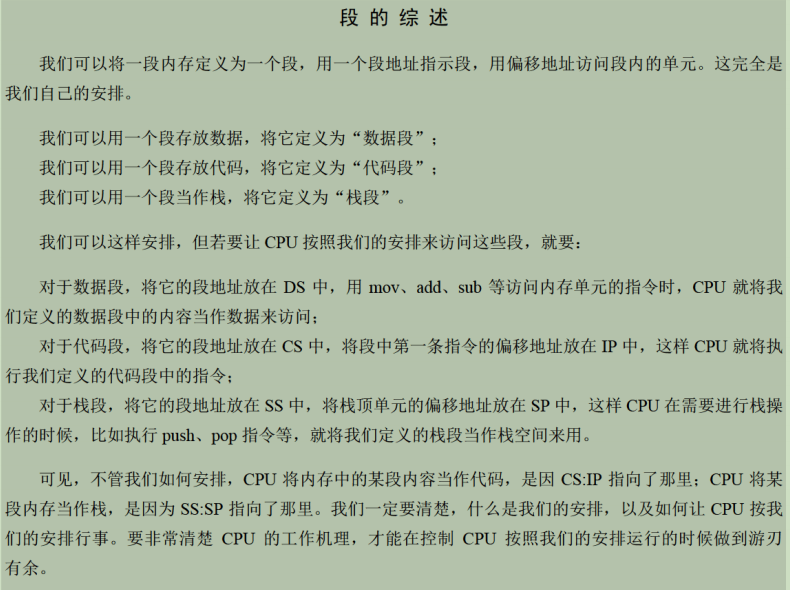 段 的 综 述
我们可以将一段内存定义为一个段，用一个段地址指示段，用偏移地址访问段内的单元。这完全是
我们自己的安排。
我们可以用一个段存放数据，将它定义为“数据段”；
我们可以用一个段存放代码，将它定义为“代码段”；
我们可以用一个段当作栈，将它定义为“栈段”。
我们可以这样安排，但若要让 CPU 按照我们的安排来访问这些段，就要：
对于数据段，将它的段地址放在 DS 中，用 mov、add、sub 等访问内存单元的指令时，CPU 就将我
们定义的数据段中的内容当作数据来访问；
对于代码段，将它的段地址放在 CS 中，将段中第一条指令的偏移地址放在 IP 中，这样 CPU 就将执
行我们定义的代码段中的指令；
对于栈段，将它的段地址放在 SS 中，将栈顶单元的偏移地址放在 SP 中，这样 CPU 在需要进行栈操
作的时候，比如执行 push、pop 指令等，就将我们定义的栈段当作栈空间来用。
可见，不管我们如何安排，CPU 将内存中的某段内容当作代码，是因 CS:IP 指向了那里；CPU 将某
段内存当作栈，是因为 SS:SP 指向了那里。我们一定要清楚，什么是我们的安排，以及如何让 CPU 按我
们的安排行事。要非常清楚 CPU 的工作机理，才能在控制 CPU 按照我们的安排运行的时候做到游刃
有余。